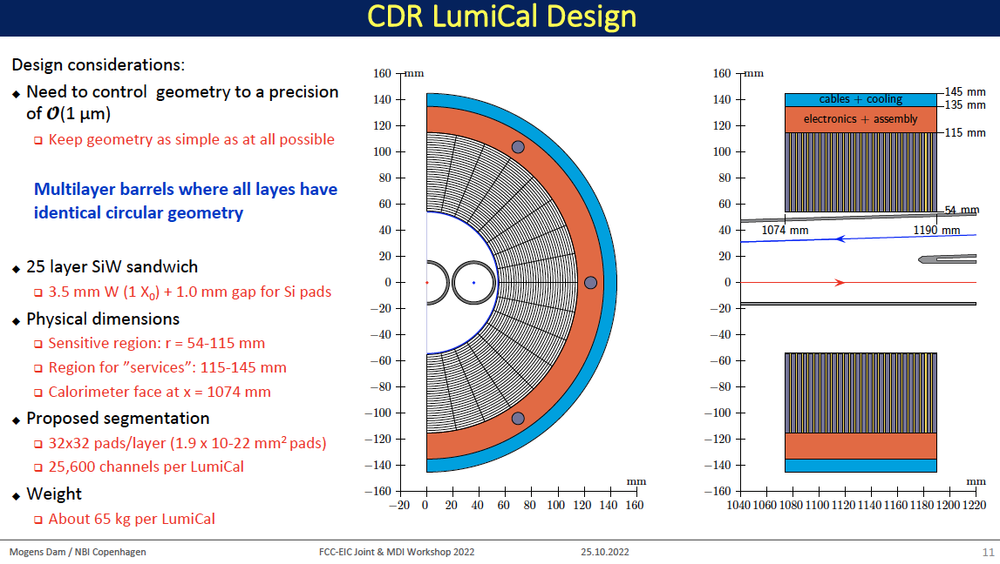 CDR LumiCal Design
Design considerations:
◆ Need to control geometry to a precision
of 𝒪(1 μm)
❑ Keep geometry as simple as at all possible
Multilayer barrels where all layes have
identical circular geometry
◆ 25 layer SiW sandwich
❑ 3.5 mm W (1 X₀) + 1.0 mm gap for Si pads
◆ Physical dimensions
❑ Sensitive region: r = 54-115 mm
❑ Region for ”services”: 115-145 mm
❑ Calorimeter face at x = 1074 mm
◆ Proposed segmentation
❑ 32x32 pads/layer (1.9 x 10-22 mm² pads)
❑ 25,600 channels per LumiCal
◆ Weight
❑ About 65 kg per LumiCal
mm
160
140
120
100
80
60
40
20
0
−20
−40
−60
−80
−100
−120
−140
−160
mm
−20 0 20 40 60 80 100 120 140 160
mm
160
140
120
100
80
60
40
20
0
−20
−40
−60
−80
−100
−120
−140
−160
cables + cooling
electronics + assembly
145 mm
135 mm
115 mm
54 mm
1074 mm
1190 mm
mm
1040 1060 1080 1100 1120 1140 1160 1180 1200 1220
Mogens Dam / NBI Copenhagen
FCC-EIC Joint & MDI Workshop 2022
25.10.2022
11